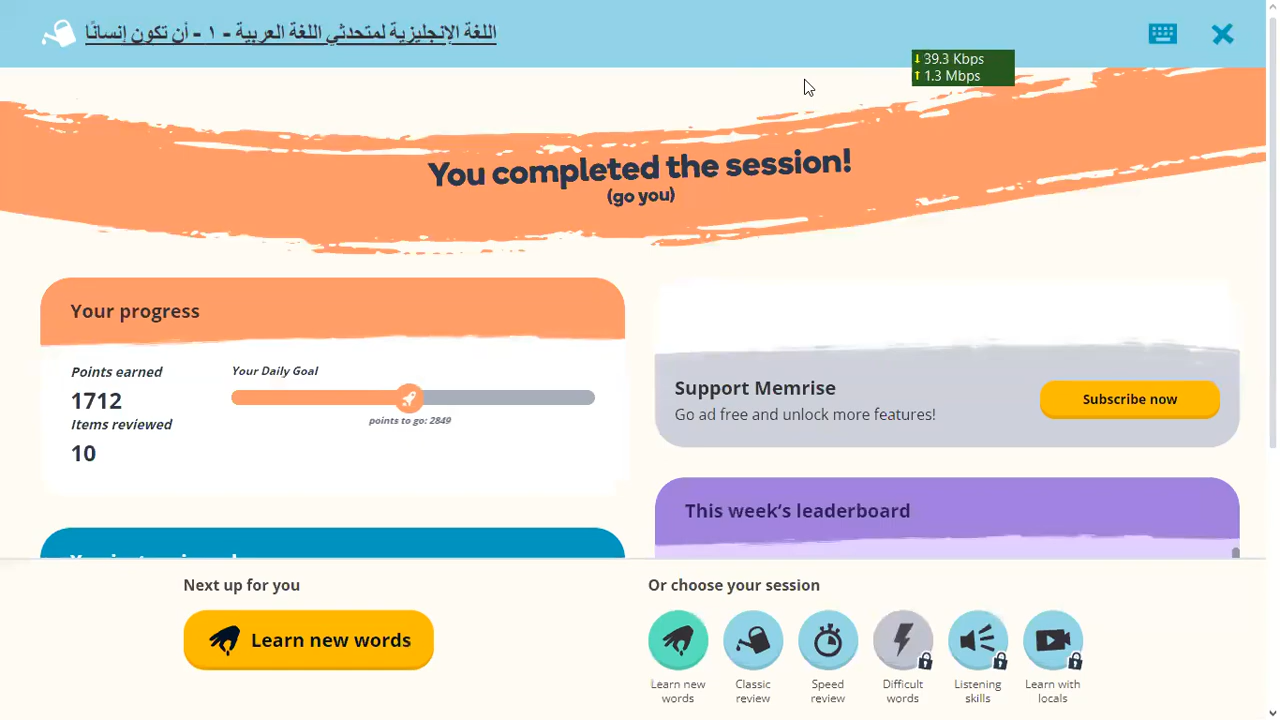 اللغة الإنجليزية لمتحدثي اللغة العربية - ١ - أن تكون إنسانًا
39.3 Kbps
1.3 Mbps
You completed the session!
(go you)
Your progress
Points earned
1712
Items reviewed
10
Your Daily Goal
points to go: 2849
Support Memrise
Go ad free and unlock more features!
Subscribe now
This week's leaderboard
Next up for you
Learn new words
Or choose your session
Learn new words
Classic review
Speed review
Difficult words
Listening skills
Learn with locals